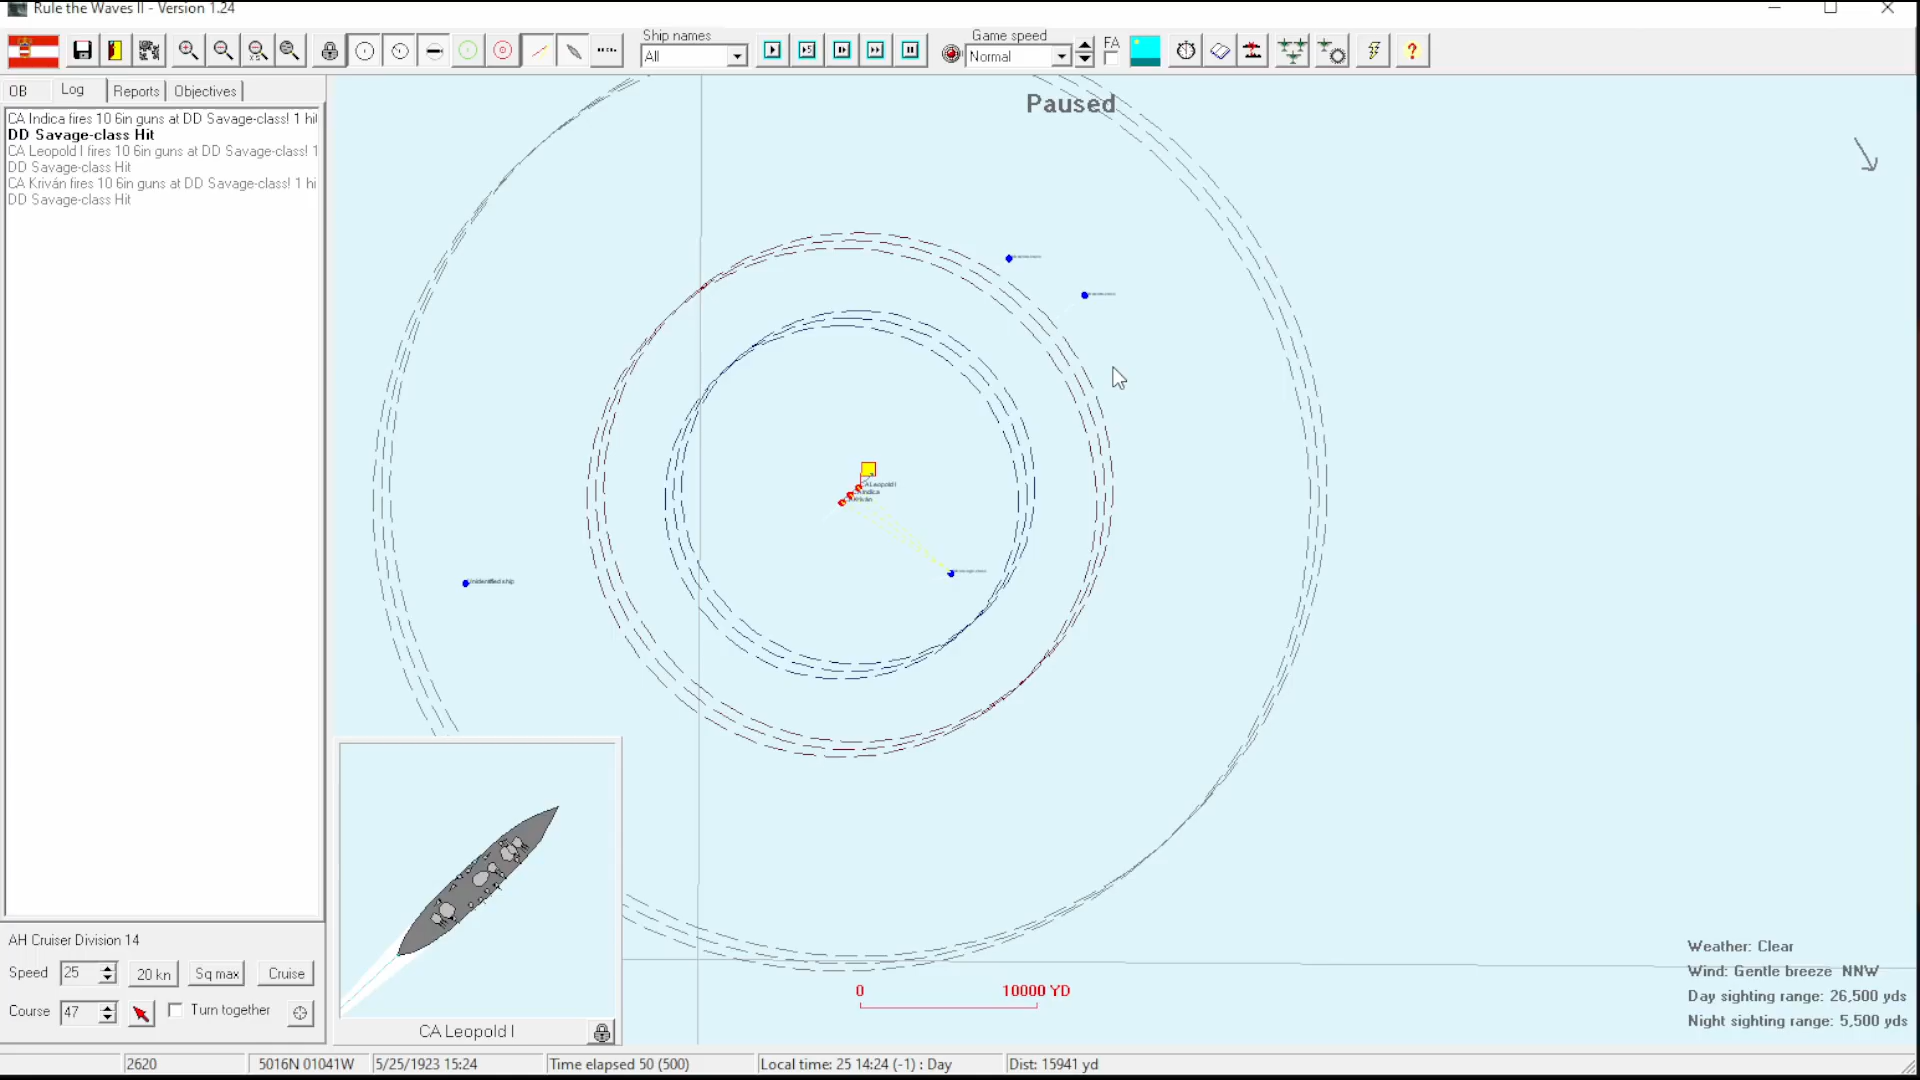 Rule the Waves II - Version 1.24
Ship names
All
Game speed
Normal
FA
OB
Log
Reports
Objectives
CA Indica fires 10 6in guns at DD Savage-class! 1 hit
DD Savage-class Hit
CA Leopold I fires 10 6in guns at DD Savage-class! 1
DD Savage-class Hit
CA Kriván fires 10 6in guns at DD Savage-class! 1 hi
DD Savage-class Hit
Paused
Unidentified ship
0
10000 YD
CA Leopold I
AH Cruiser Division 14
Speed
25
20 kn
Sq max
Cruise
Course
47
Turn together
Weather: Clear
Wind: Gentle breeze NNW
Day sighting range: 26,500 yds
Night sighting range: 5,500 yds
2620
5016N 01041W
5/25/1923 15:24
Time elapsed 50 (500)
Local time: 25 14:24 (-1) : Day
Dist: 15941 yd